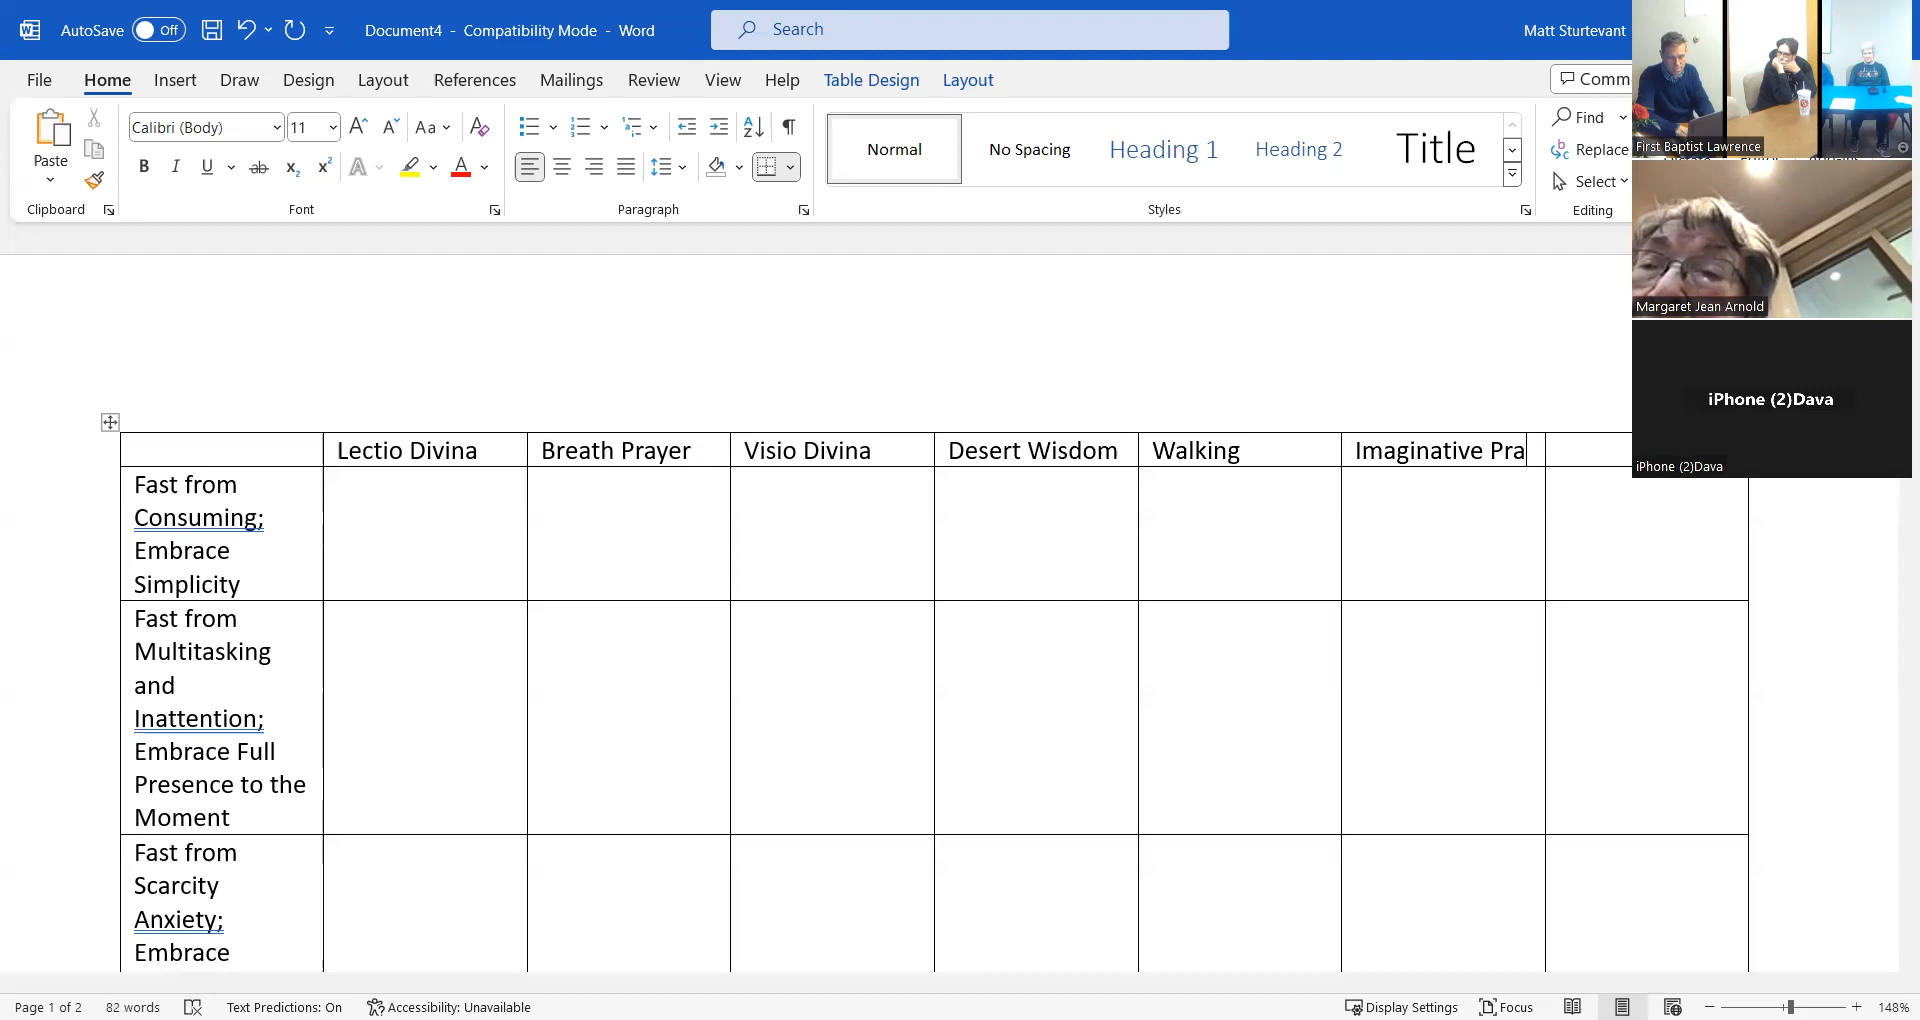 AutoSave Off Document4 - Compatibility Mode - Word Search Matt Sturtevant
File Home Insert Draw Design Layout References Mailings Review View Help Table Design Layout Comm
Paste Calibri (Body) 11 A A Aa A Normal No Spacing Heading 1 Heading 2 Title Find
B I U ab x2 x2 A A Replace
Select
Clipboard Font Paragraph Styles Editing
First Baptist Lawrence
Margaret Jean Arnold
iPhone (2)Dava
iPhone (2)Dava
Lectio Divina Breath Prayer Visio Divina Desert Wisdom Walking Imaginative Pra
Fast from
Consuming;
Embrace
Simplicity
Fast from
Multitasking
and
Inattention;
Embrace Full
Presence to the
Moment
Fast from
Scarcity
Anxiety;
Embrace
Page 1 of 2 82 words Text Predictions: On Accessibility: Unavailable Display Settings Focus 148%